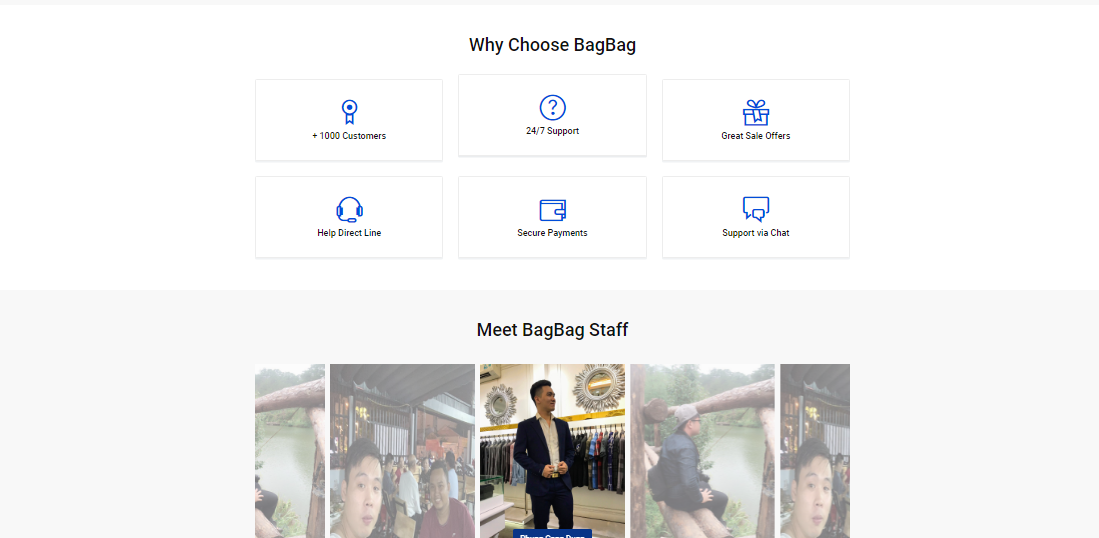 Why Choose BagBag
+ 1000 Customers
24/7 Support
Great Sale Offers
Help Direct Line
Secure Payments
Support via Chat
Meet BagBag Staff